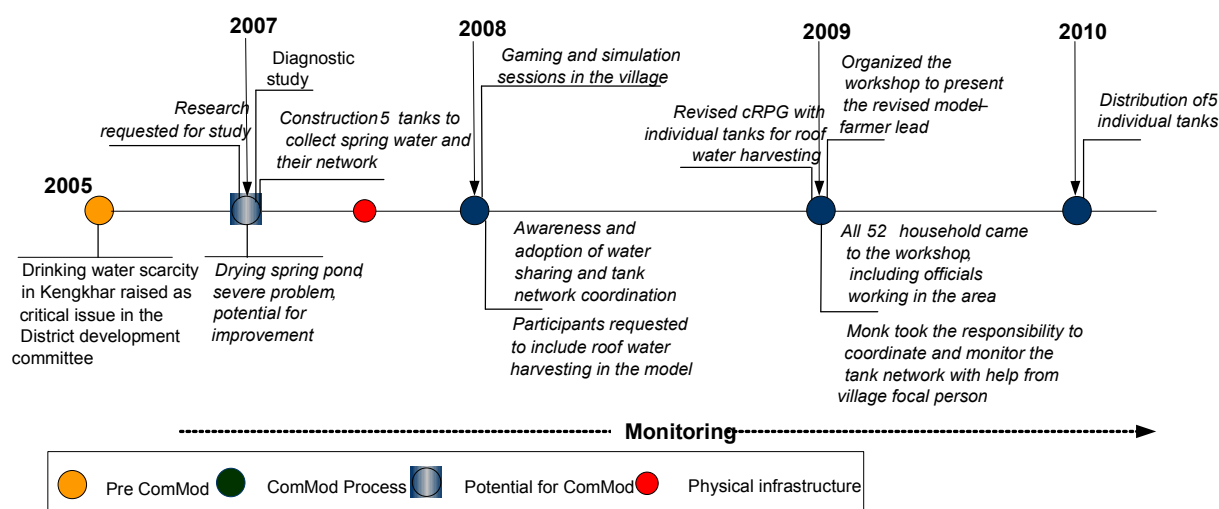 2005
Drinking water scarcity
in Kengkhar raised as
critical issue in the
District development
committee
2007
Research
requested for study
Diagnostic
study
Construction 5 tanks to
collect spring water and
their network
Drying spring pond,
severe problem,
potential for
improvement
2008
Gaming and simulation
sessions in the village
Awareness and
adoption of water
sharing and tank
network coordination
Participants requested
to include roof water
harvesting in the model
2009
Revised cRPG with
individual tanks for roof
water harvesting
Organized the
workshop to present
the revised model–
farmer lead
All 52 household came
to the workshop,
including officials
working in the area
Monk took the responsibility to
coordinate and monitor the
tank network with help from
village focal person
2010
Distribution of 5
individual tanks
Monitoring
Pre ComMod
ComMod Process
Potential for ComMod
Physical infrastructure